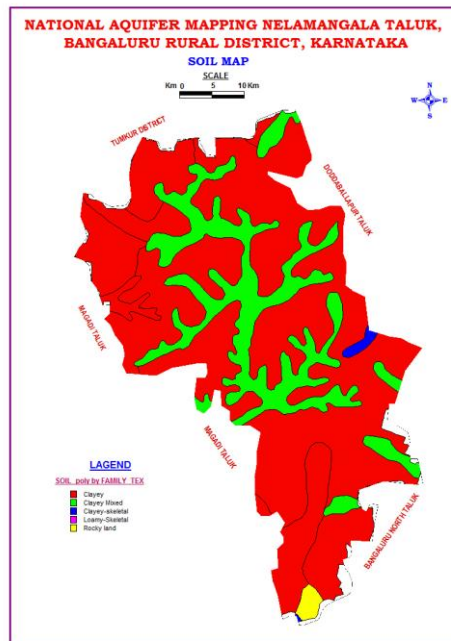 NATIONAL AQUIFER MAPPING NELAMANGALA TALUK,
BANGALURU RURAL DISTRICT, KARNATAKA
SOIL MAP
SCALE
Km 0 5 10 Km
N
W E
S
TUMKUR DISTRICT
DODDABALLAPUR TALUK
MAGADI TALUK
MAGADI TALUK
BANGALURU NORTH TALUK
LEGEND
SOIL_poly by FAMILY_TEX
Clayey
Clayey Mixed
Clayey-skeletal
Loamy-Skeletal
Rocky land